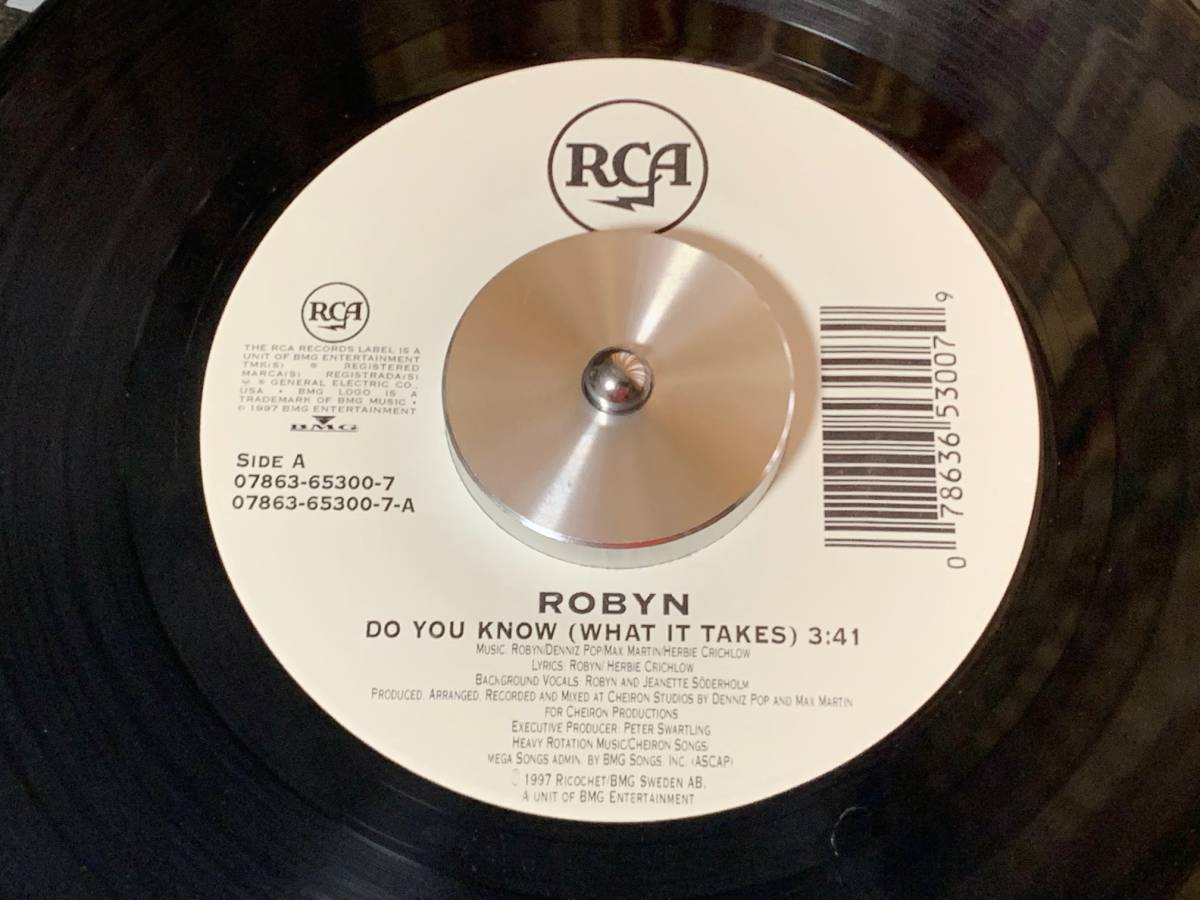 RCA
RCA
THE RCA RECORDS LABEL IS A
UNIT OF BMG ENTERTAINMENT
TMK(S) ® REGISTERED
MARCA(S) REGISTRADA(S)
® GENERAL ELECTRIC CO.,
USA • BMG LOGO IS A
TRADEMARK OF BMG MUSIC •
© 1997 BMG ENTERTAINMENT
BMG
SIDE A
07863-65300-7
07863-65300-7-A
0 78636 53007 9
ROBYN
DO YOU KNOW (WHAT IT TAKES) 3:41
MUSIC: ROBYN/DENNIZ POP/MAX MARTIN/HERBIE CRICHLOW
LYRICS: ROBYN/ HERBIE CRICHLOW
BACKGROUND VOCALS: ROBYN AND JEANETTE SÖDERHOLM
PRODUCED, ARRANGED, RECORDED AND MIXED AT CHEIRON STUDIOS BY DENNIZ POP AND MAX MARTIN
FOR CHEIRON PRODUCTIONS
EXECUTIVE PRODUCER: PETER SWARTLING
HEAVY ROTATION MUSIC/CHEIRON SONGS/
MEGA SONGS ADMIN. BY BMG SONGS, INC. (ASCAP)
1997 RICOCHET/BMG SWEDEN AB,
A UNIT OF BMG ENTERTAINMENT